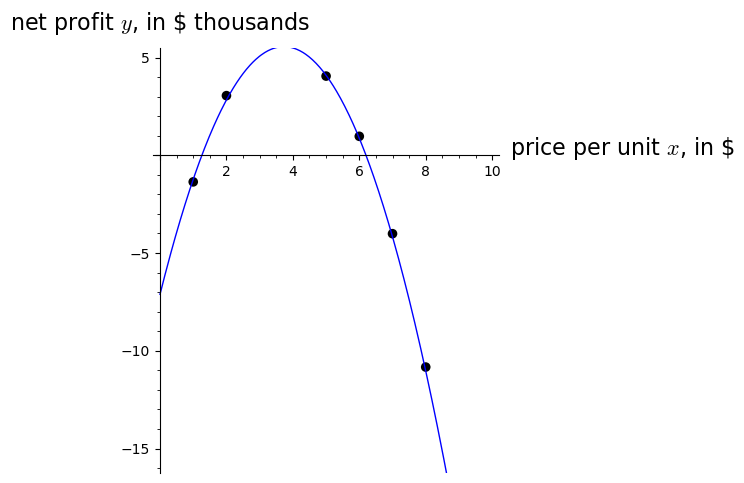 net profit y, in $ thousands
5
price per unit x, in $
2 4 6 8 10
−5
−10
−15